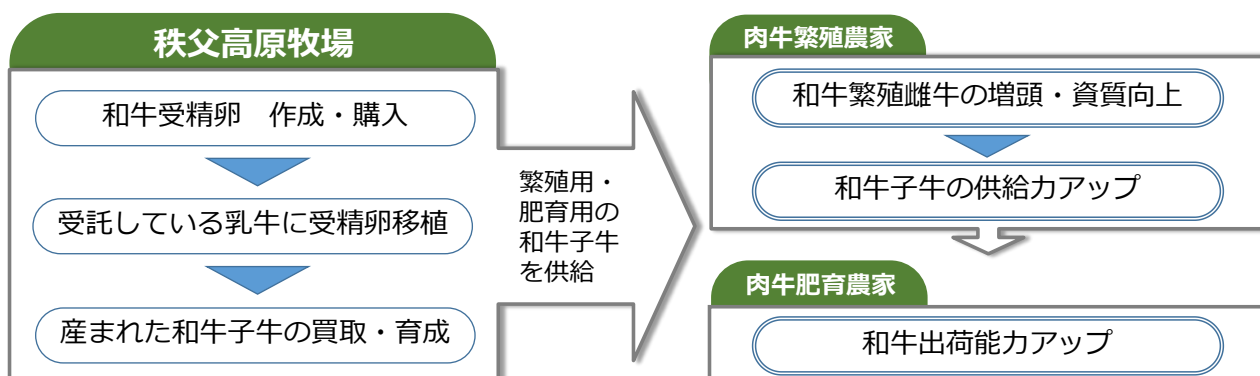 秩父高原牧場
和牛受精卵　作成・購入
受託している乳牛に受精卵移植
産まれた和牛子牛の買取・育成
繁殖用・
肥育用の
和牛子牛
を供給
肉牛繁殖農家
和牛繁殖雌牛の増頭・資質向上
和牛子牛の供給力アップ
肉牛肥育農家
和牛出荷能力アップ